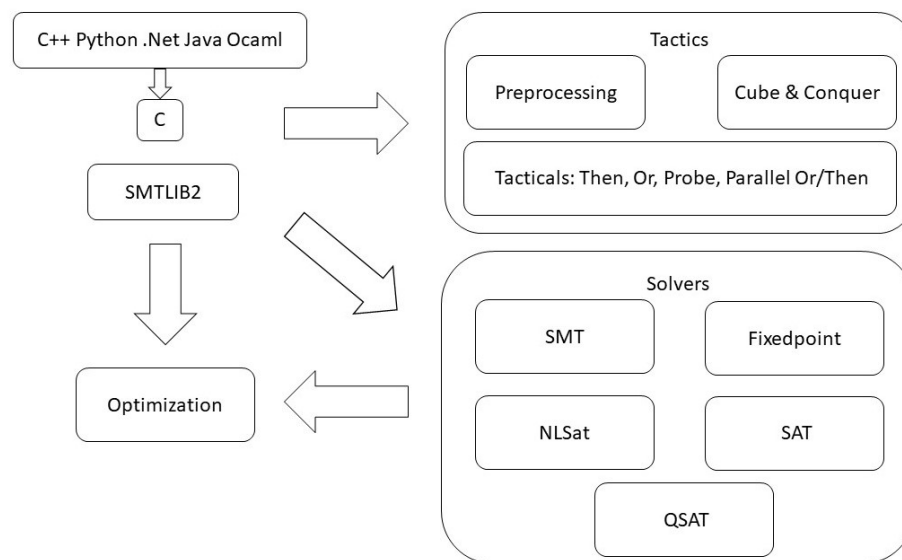 C++ Python .Net Java Ocaml
C
SMTLIB2
Optimization
Tactics
Preprocessing
Cube & Conquer
Tacticals: Then, Or, Probe, Parallel Or/Then
Solvers
SMT
Fixedpoint
NLSat
SAT
QSAT